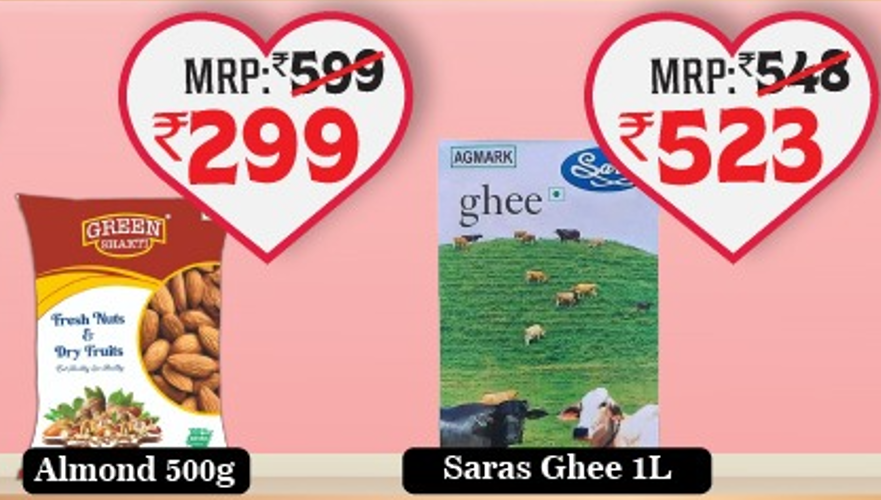 MRP:₹599
₹299
MRP:₹548
₹523
AGMARK
ghee
GREEN
SHAKTI
Fresh Nuts
&
Dry Fruits
Almond 500g
Saras Ghee 1L